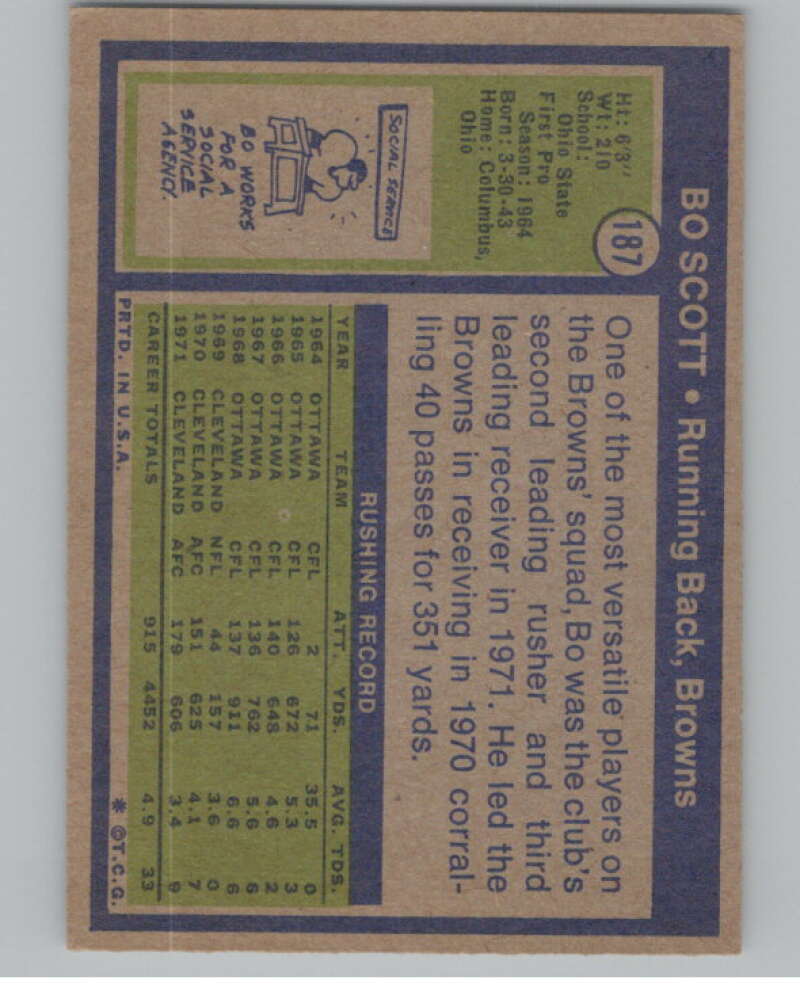 BO SCOTT • Running Back, Browns
187
Ht: 6'3"
Wt: 210
School:
Ohio State
First Pro
Season: 1964
Born: 3-30-43
Home: Columbus,
Ohio
SOCIAL SERVICE
BO WORKS
FOR A
SOCIAL
SERVICE
AGENCY.
One of the most versatile players on
the Browns' squad, Bo was the club's
second leading rusher and third
leading receiver in 1971. He led the
Browns in receiving in 1970 corral-
ling 40 passes for 351 yards.
RUSHING RECORD
YEAR TEAM ATT. YDS. AVG. TDS.
1964 OTTAWA CFL 2 71 35.5 0
1965 OTTAWA CFL 126 672 5.3 3
1966 OTTAWA CFL 140 648 4.6 2
1967 OTTAWA CFL 136 762 5.6 6
1968 OTTAWA CFL 137 911 6.6 6
1969 CLEVELAND NFL 44 157 3.6 0
1970 CLEVELAND AFC 151 625 4.1 7
1971 CLEVELAND AFC 179 606 3.4 9
CAREER TOTALS 915 4452 4.9 33
PRTD. IN U.S.A. * ©T.C.G.